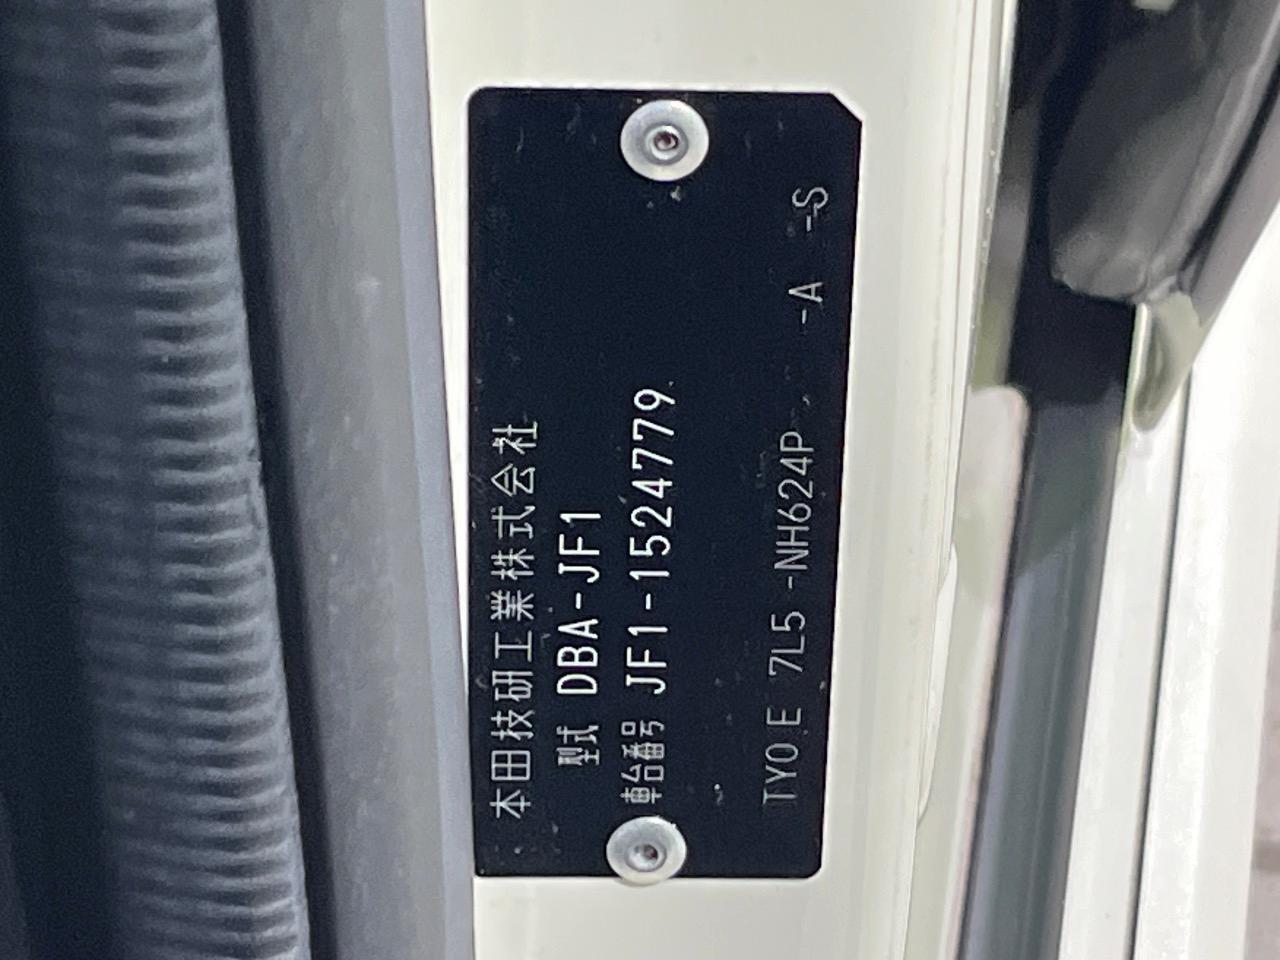 本田技研工業株式会社
型式 DBA-JF1
車台番号 JF1-1524779
TY0 E 7L5 -NH624P -A -S